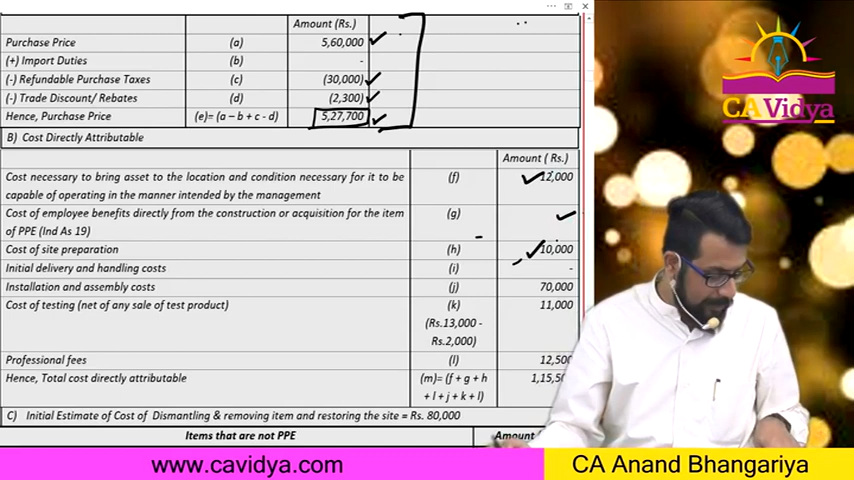 Amount (Rs.)
Purchase Price (a) 5,60,000
(+) Import Duties (b) -
(-) Refundable Purchase Taxes (c) (30,000)
(-) Trade Discount/ Rebates (d) (2,300)
Hence, Purchase Price (e)= (a – b + c - d) 5,27,700
B) Cost Directly Attributable
Amount ( Rs.)
Cost necessary to bring asset to the location and condition necessary for it to be (f) 12,000
capable of operating in the manner intended by the management
Cost of employee benefits directly from the construction or acquisition for the item (g)
of PPE (Ind As 19)
Cost of site preparation (h) 10,000
Initial delivery and handling costs (i) -
Installation and assembly costs (j) 70,000
Cost of testing (net of any sale of test product) (k) 11,000
(Rs.13,000 -
Rs.2,000)
Professional fees (l) 12,500
Hence, Total cost directly attributable (m)= (f + g + h 1,15,50
+ I + j + k + l)
C) Initial Estimate of Cost of Dismantling & removing item and restoring the site = Rs. 80,000
Items that are not PPE Amount
CA Vidya
www.cavidya.com
CA Anand Bhangariya